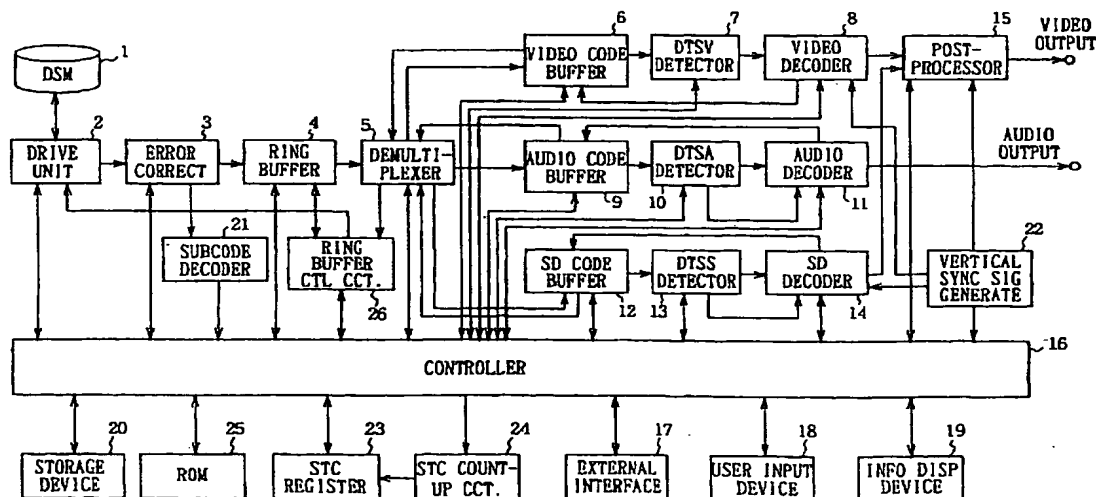 6
VIDEO CODE
BUFFER
7
DTSV
DETECTOR
8
VIDEO
DECODER
15
POST-
PROCESSOR
VIDEO
OUTPUT
1
DSM
2
DRIVE
UNIT
3
ERROR
CORRECT
4
RING
BUFFER
5
DEMULTI-
PLEXER
AUDIO CODE
BUFFER
9
DTSA
DETECTOR
10
AUDIO
DECODER
11
AUDIO
OUTPUT
21
SUBCODE
DECODER
RING
BUFFER
CTL CCT.
26
SD CODE
BUFFER
12
DTSS
DETECTOR
13
SD
DECODER
14
22
VERTICAL
SYNC SIG
GENERATE
CONTROLLER
16
20
STORAGE
DEVICE
25
ROM
23
STC
REGISTER
24
STC COUNT-
UP CCT.
17
EXTERNAL
INTERFACE
18
USER INPUT
DEVICE
19
INFO DISP
DEVICE